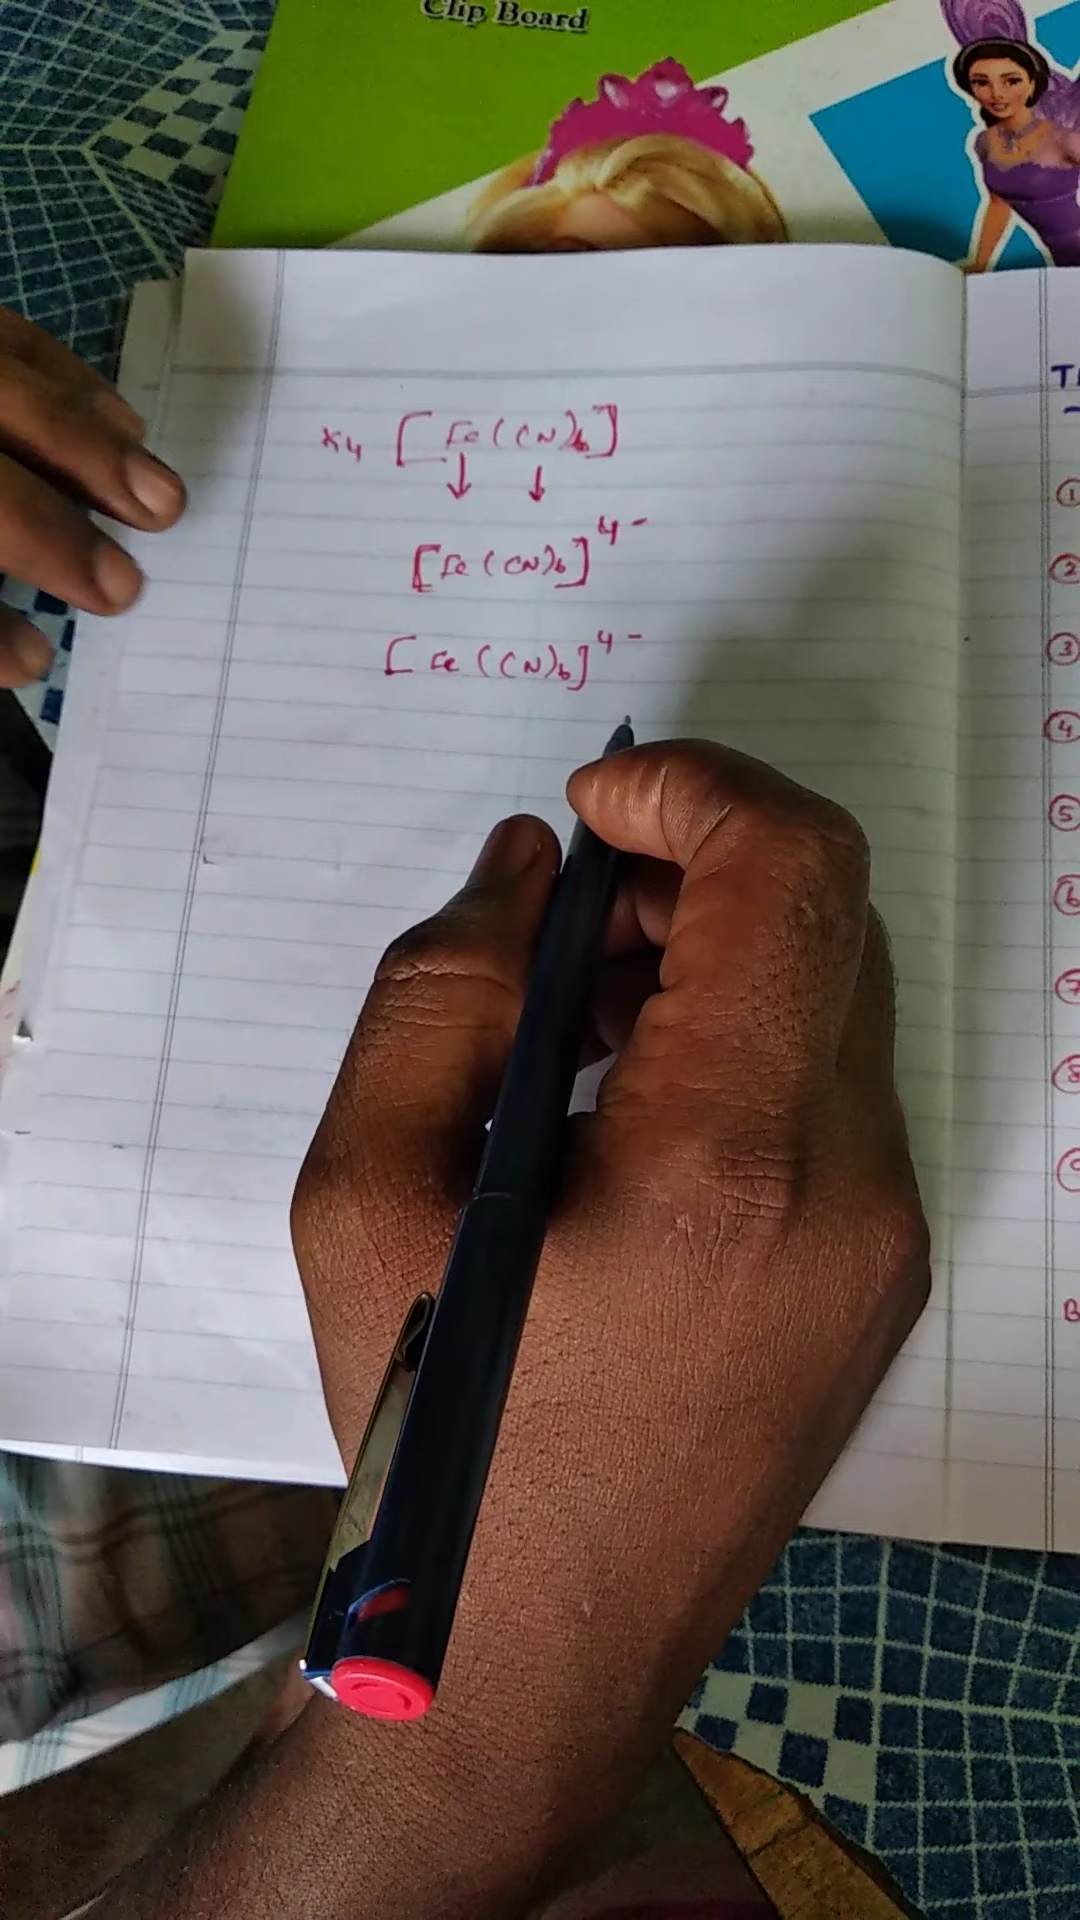 Clip Board
K4 [Fe(CN)6]
↓ ↓
[Fe(CN)6]4-
[Fe(CN)6]4-
①
②
③
④
⑤
⑥
⑦
⑧
B